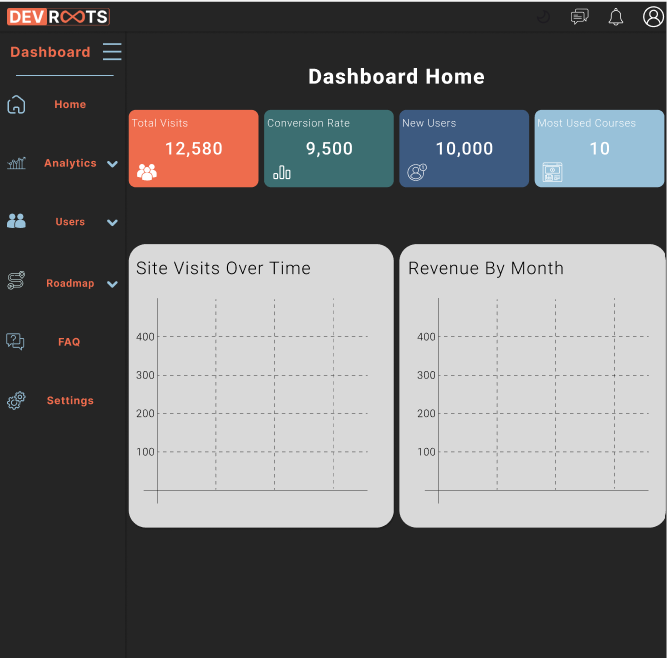 DEVROOTS
Dashboard
Dashboard Home
Home
Analytics
Users
Roadmap
FAQ
Settings
Total Visits
12,580
Conversion Rate
9,500
New Users
10,000
Most Used Courses
10
Site Visits Over Time
400
300
200
100
Revenue By Month
400
300
200
100